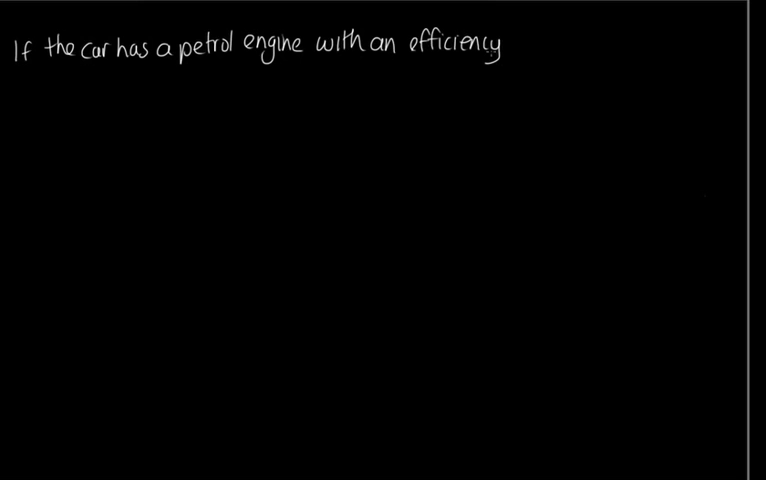 If the car has a petrol engine with an efficiency